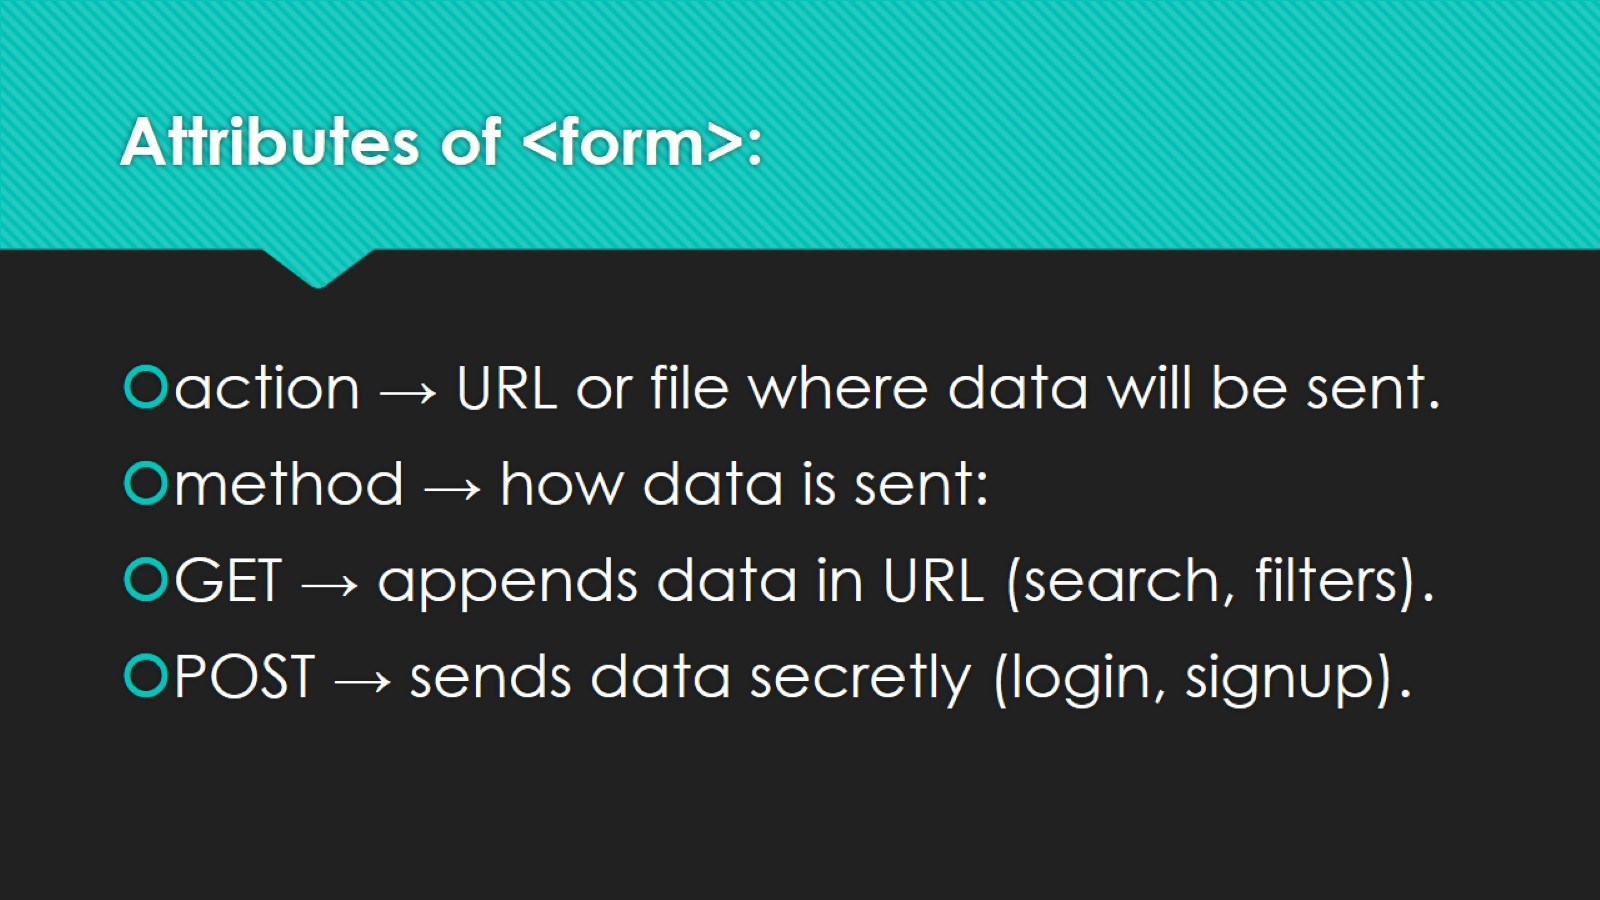 Attributes of <form>:
action → URL or file where data will be sent.
method → how data is sent:
GET → appends data in URL (search, filters).
POST → sends data secretly (login, signup).